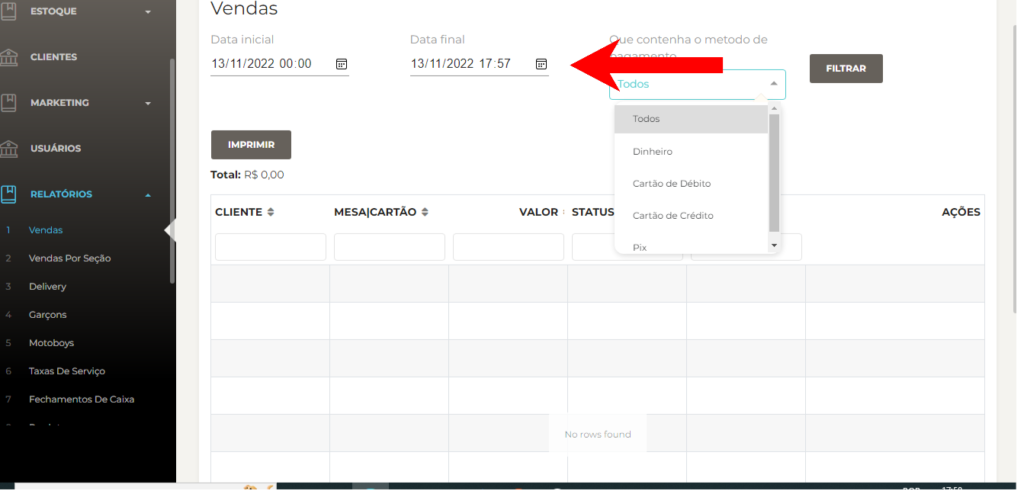 ESTOQUE
CLIENTES
MARKETING
USUÁRIOS
RELATÓRIOS
1 Vendas
2 Vendas Por Seção
3 Delivery
4 Garçons
5 Motoboys
6 Taxas De Serviço
7 Fechamentos De Caixa
Vendas
Data inicial
13/11/2022 00:00
Data final
13/11/2022 17:57
Que contenha o metodo de
pagamento
Todos
FILTRAR
Todos
Dinheiro
Cartão de Débito
Cartão de Crédito
Pix
IMPRIMIR
Total: R$ 0,00
CLIENTE MESA|CARTÃO VALOR STATUS AÇÕES
No rows found